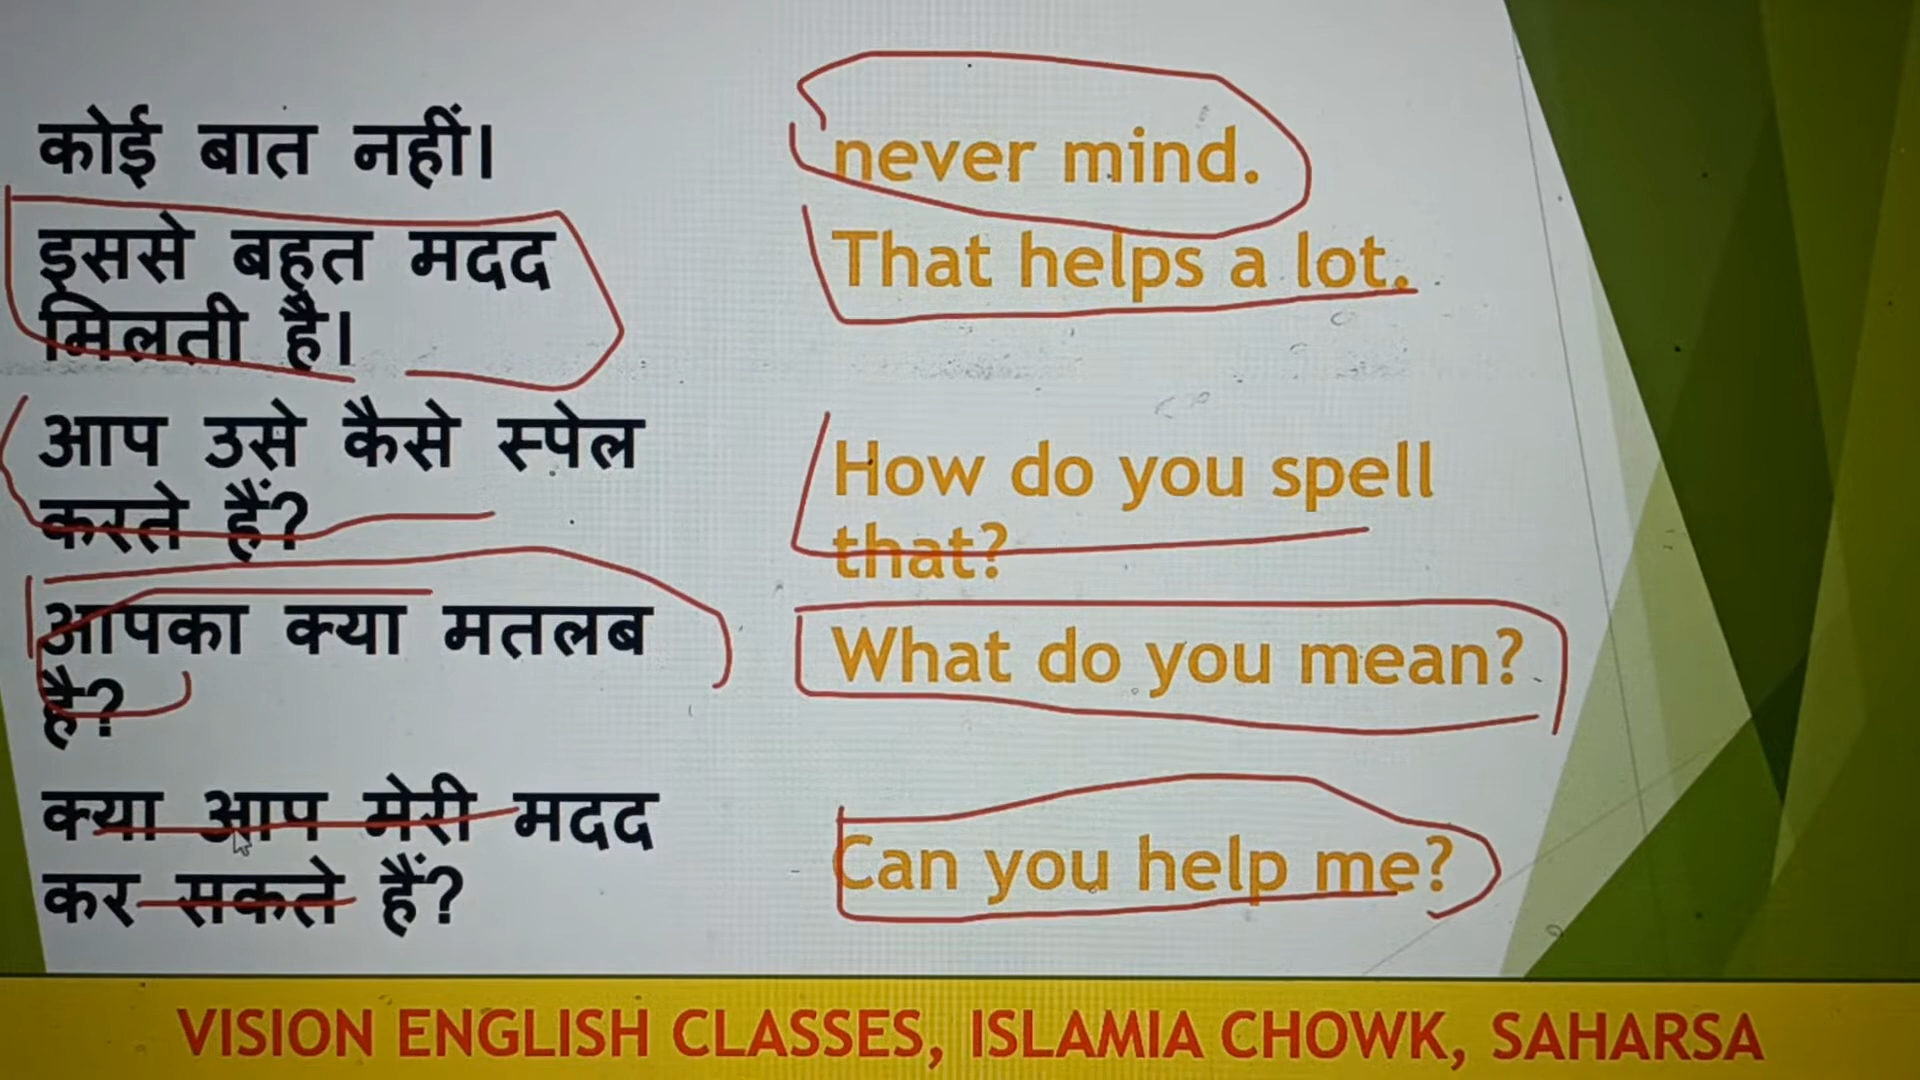 कोई बात नहीं।
never mind.
इससे बहुत मदद
मिलती है।
That helps a lot.
आप उसे कैसे स्पेल
करते हैं?
How do you spell
that?
आपका क्या मतलब
है?
What do you mean?
क्या आप मेरी मदद
कर सकते हैं?
Can you help me?
VISION ENGLISH CLASSES, ISLAMIA CHOWK, SAHARSA